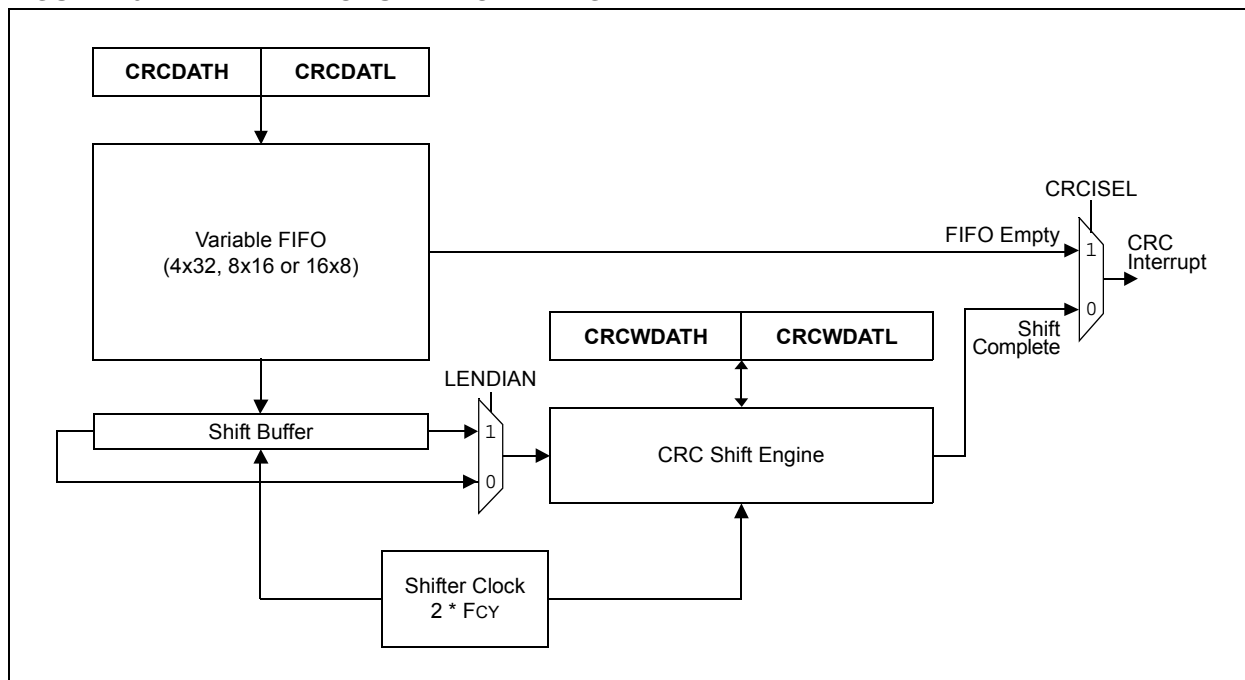 CRCDATH
CRCDATL
Variable FIFO
(4x32, 8x16 or 16x8)
CRCISEL
FIFO Empty
1
CRC
Interrupt
0
Shift
Complete
CRCWDATH
CRCWDATL
LENDIAN
Shift Buffer
1
0
CRC Shift Engine
Shifter Clock
2 * FCY